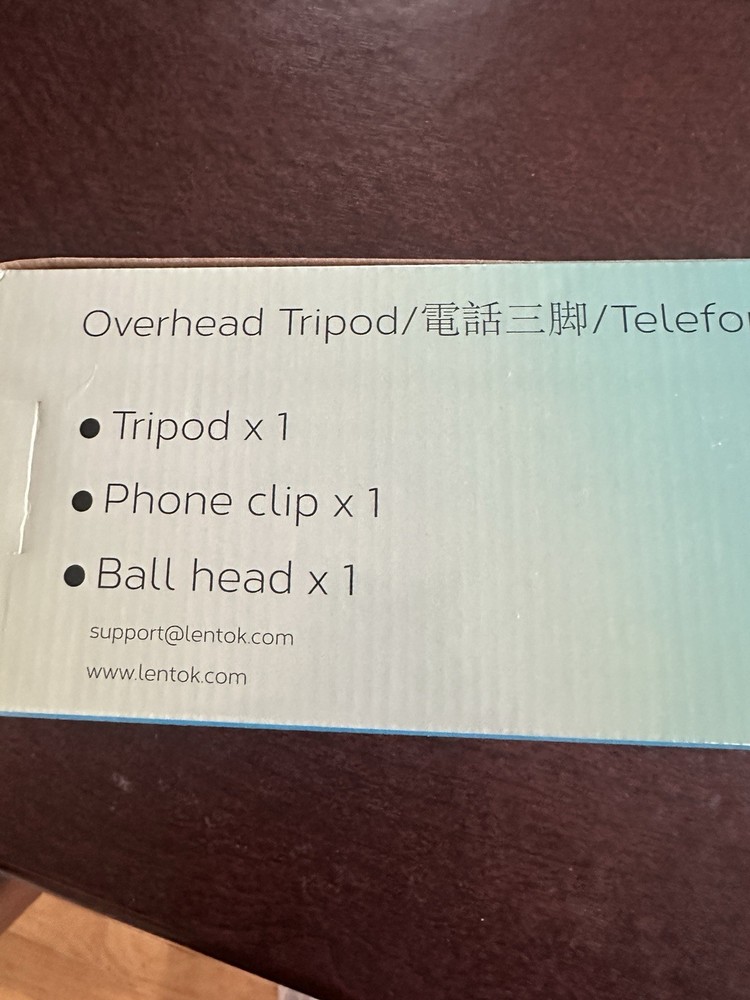 Overhead Tripod/電話三脚/Telefo
● Tripod x 1
● Phone clip x 1
● Ball head x 1
support@lentok.com
www.lentok.com